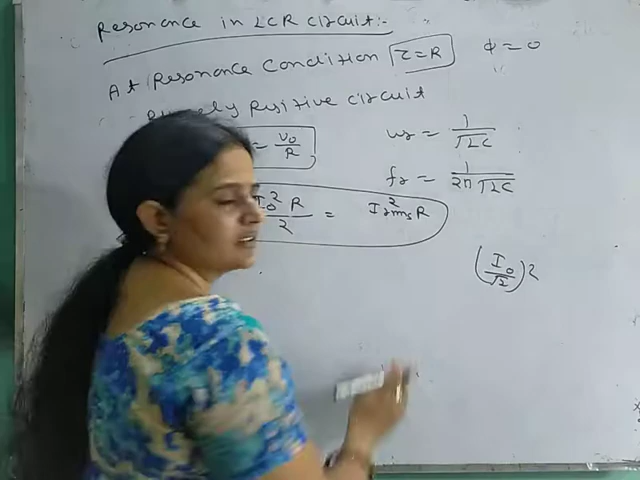 Resonance in LCR circuit:-
At Resonance Condition Z=R φ=0
Resistive circuit
= V₀/R ωr = 1/√LC
fr = 1/2π√LC
I₀²R/2 = I²rms R
(I₀/√2)2